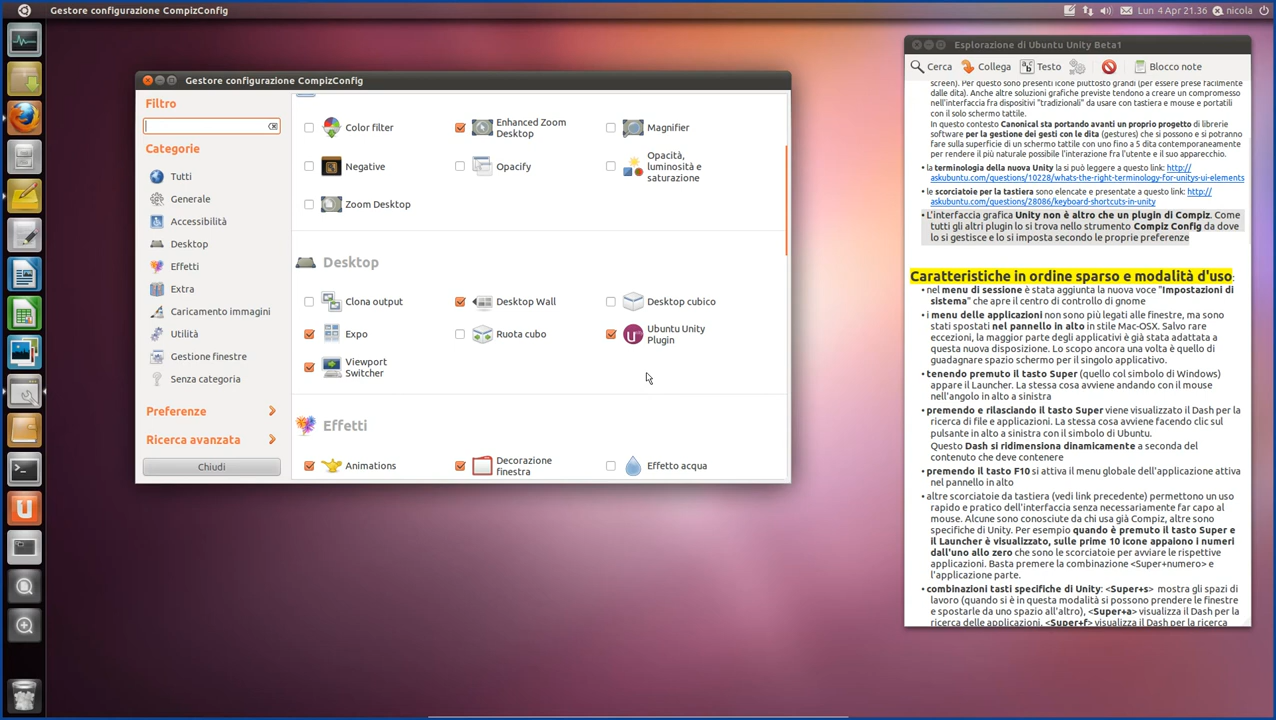 Gestore configurazione CompizConfig
Lun 4 Apr 21.36
nicola
Gestore configurazione CompizConfig
Filtro
Categorie
Tutti
Generale
Accessibilità
Desktop
Effetti
Extra
Caricamento immagini
Utilità
Gestione finestre
Senza categoria
Preferenze
Ricerca avanzata
Chiudi
Color filter
Enhanced Zoom
Desktop
Magnifier
Negative
Opacify
Opacità,
luminosità e
saturazione
Zoom Desktop
Desktop
Clona output
Desktop Wall
Desktop cubico
Expo
Ruota cubo
Ubuntu Unity
Plugin
Viewport
Switcher
Effetti
Animations
Decorazione
finestra
Effetto acqua
Esplorazione di Ubuntu Unity Beta1
Cerca
Collega
Testo
Blocco note
screen). Per questo sono presenti icone piuttosto grandi (per essere prese facilmente
dalle dita). Anche altre soluzioni grafiche previste tendono a creare un compromesso
nell'interfaccia fra dispositivi "tradizionali" da usare con tastiera e mouse e portatili
con il solo schermo tattile.
In questo contesto Canonical sta portando avanti un proprio progetto di librerie
software per la gestione dei gesti con le dita (gestures) che si possono e si potranno
fare sulla superficie di un schermo tattile con uno fino a 5 dita contemporaneamente
per rendere il più naturale possibile l'interazione fra l'utente e il suo apparecchio.
• la terminologia della nuova Unity la si può leggere a questo link: http://
askubuntu.com/questions/10228/whats-the-right-terminology-for-unitys-ui-elements
• le scorciatoie per la tastiera sono elencate e presentate a questo link: http://
askubuntu.com/questions/28086/keyboard-shortcuts-in-unity
• L'interfaccia grafica Unity non è altro che un plugin di Compiz. Come
tutti gli altri plugin lo si trova nello strumento Compiz Config da dove
lo si gestisce e lo si imposta secondo le proprie preferenze
Caratteristiche in ordine sparso e modalità d'uso:
• nel menu di sessione è stata aggiunta la nuova voce "Impostazioni di
sistema" che apre il centro di controllo di gnome
• i menu delle applicazioni non sono più legati alle finestre, ma sono
stati spostati nel pannello in alto in stile Mac-OSX. Salvo rare
eccezioni, la maggior parte degli applicativi è già stata adattata a
questa nuova disposizione. Lo scopo ancora una volta è quello di
guadagnare spazio schermo per il singolo applicativo.
• tenendo premuto il tasto Super (quello col simbolo di Windows)
appare il Launcher. La stessa cosa avviene andando con il mouse
nell'angolo in alto a sinistra
• premendo e rilasciando il tasto Super viene visualizzato il Dash per la
ricerca di file e applicazioni. La stessa cosa avviene facendo clic sul
pulsante in alto a sinistra con il simbolo di Ubuntu.
Questo Dash si ridimensiona dinamicamente a seconda del
contenuto che deve contenere
• premendo il tasto F10 si attiva il menu globale dell'applicazione attiva
nel pannello in alto
• altre scorciatoie da tastiera (vedi link precedente) permettono un uso
rapido e pratico dell'interfaccia senza necessariamente far capo al
mouse. Alcune sono conosciute da chi usa già Compiz, altre sono
specifiche di Unity. Per esempio quando è premuto il tasto Super e
il Launcher è visualizzato, sulle prime 10 icone appaiono i numeri
dall'uno allo zero che sono le scorciatoie per avviare le rispettive
applicazioni. Basta premere la combinazione <Super+numero> e
l'applicazione parte.
• combinazioni tasti specifiche di Unity: <Super+s> mostra gli spazi di
lavoro (quando si è in questa modalità si possono prendere le finestre
e spostarle da uno spazio all'altro), <Super+a> visualizza il Dash per la
ricerca delle applicazioni, <Super+f> visualizza il Dash per la ricerca